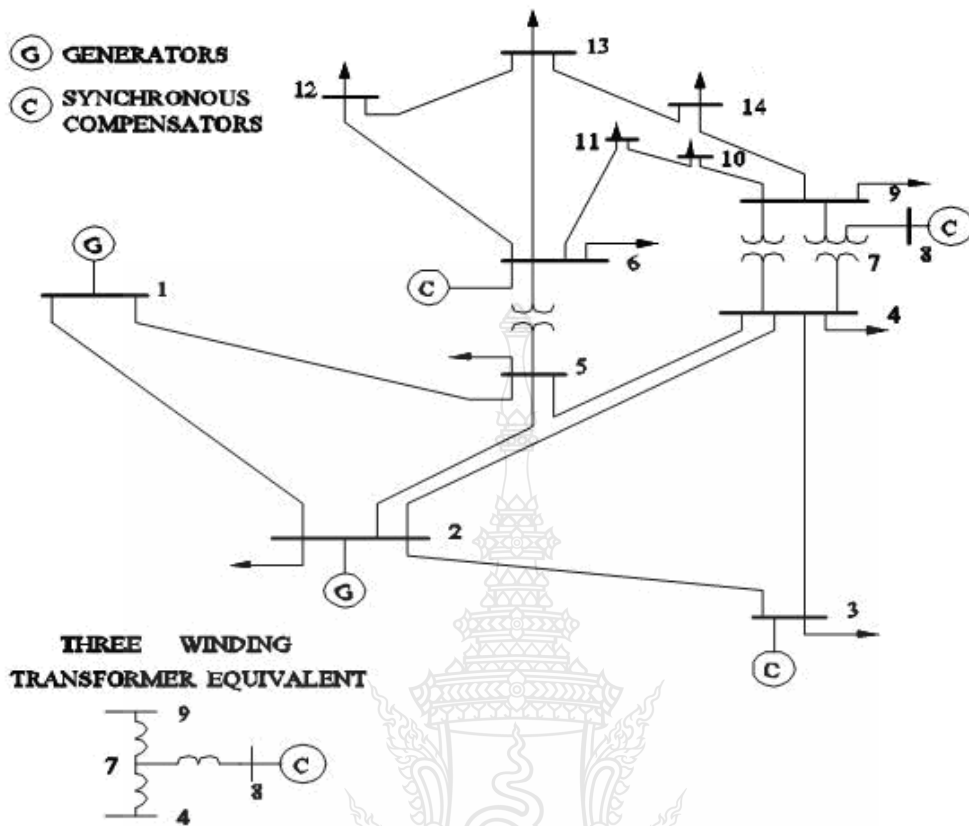 G GENERATORS
C SYNCHRONOUS
COMPENSATORS
13
12
14
11
10
9
C
8
7
6
G
C
1
4
5
2
G
3
C
THREE WINDING
TRANSFORMER EQUIVALENT
9
7
C
8
4